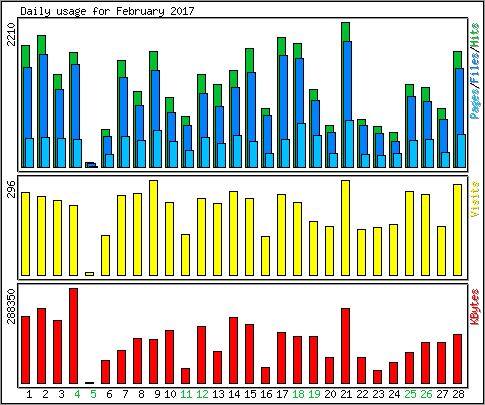 Daily usage for February 2017
2210
Pages/Files/Hits
296
Visits
288350
KBytes
1 2 3 4 5 6 7 8 9 10 11 12 13 14 15 16 17 18 19 20 21 22 23 24 25 26 27 28